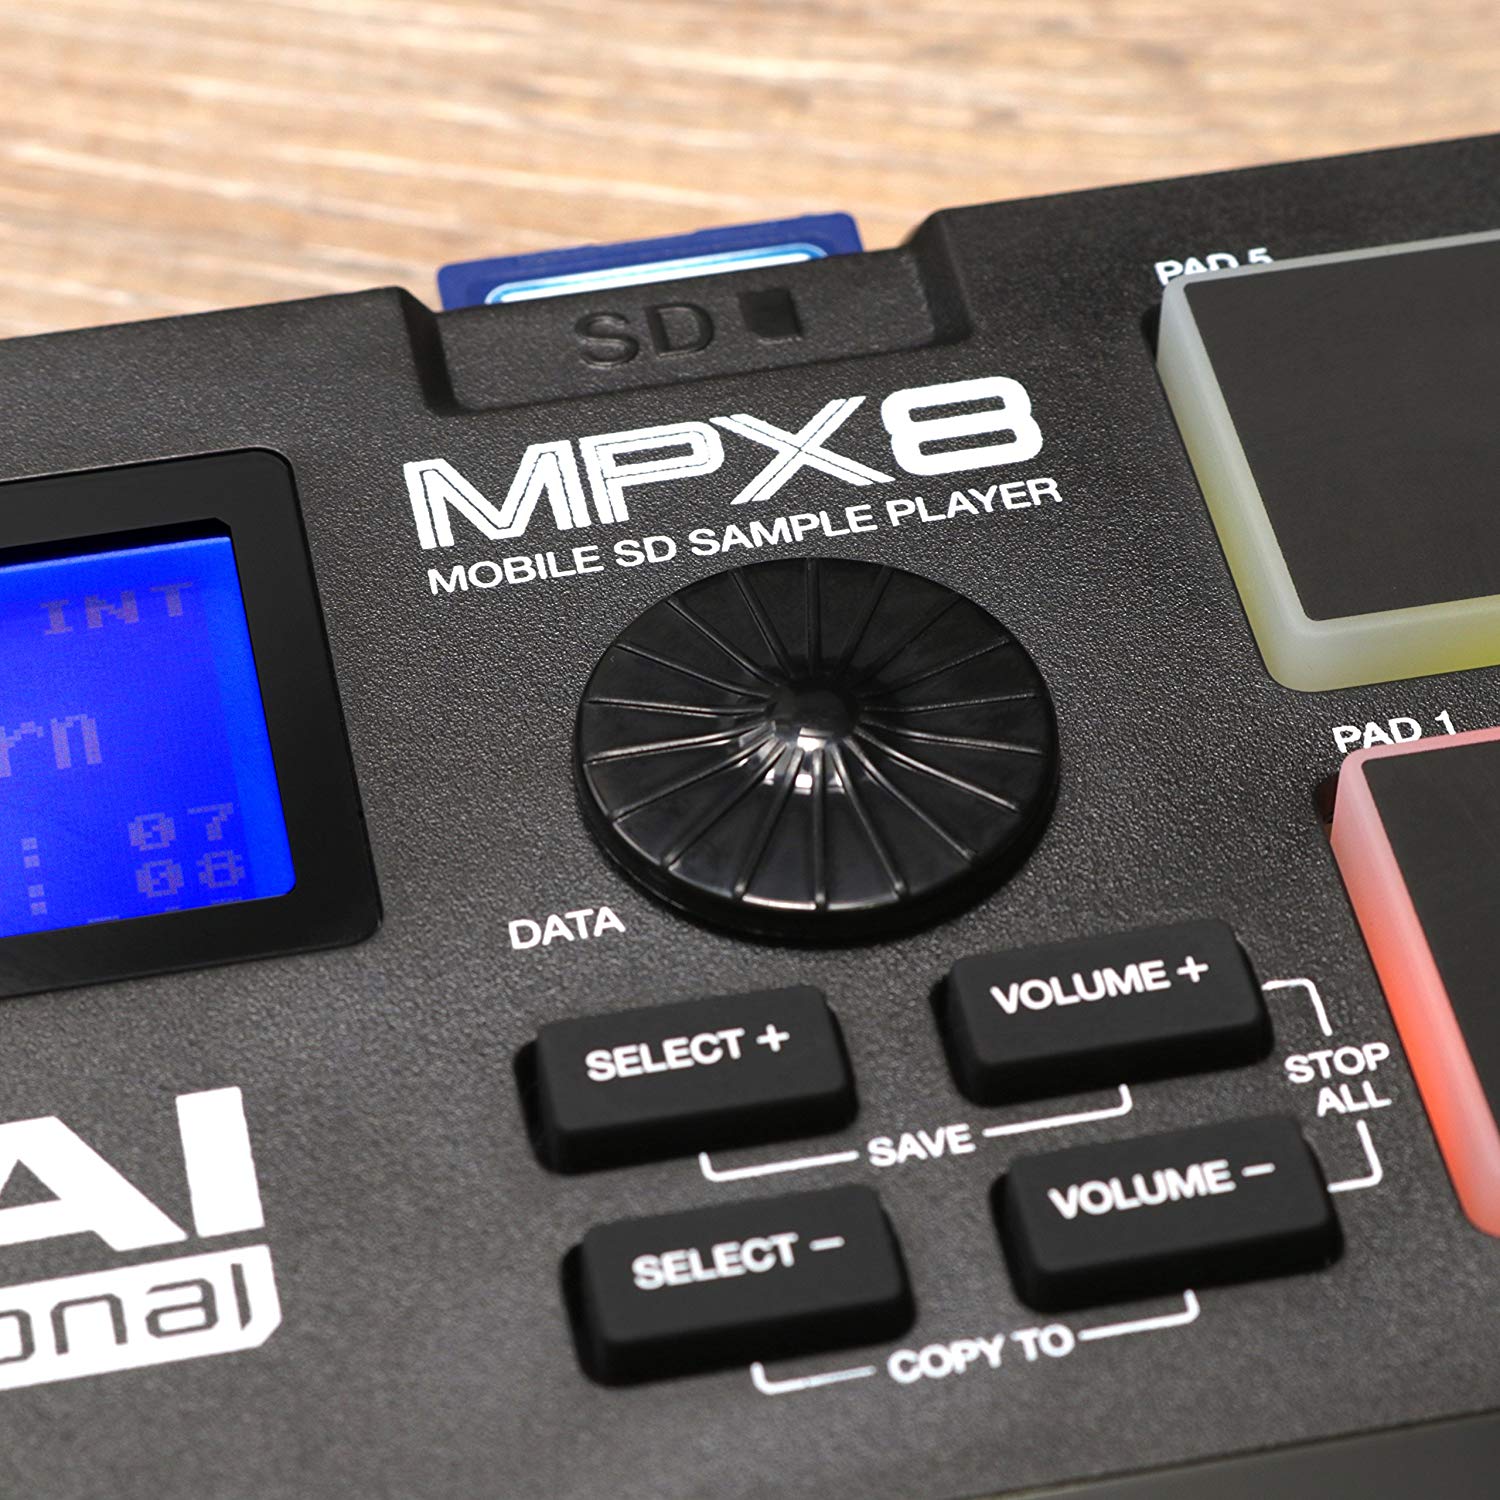 SD
MPX8
MOBILE SD SAMPLE PLAYER
PAD 5
INT
rn
: 07
: 08
PAD 1
DATA
VOLUME +
SELECT +
STOP
ALL
SAVE
VOLUME −
SELECT −
COPY TO
AI
onal